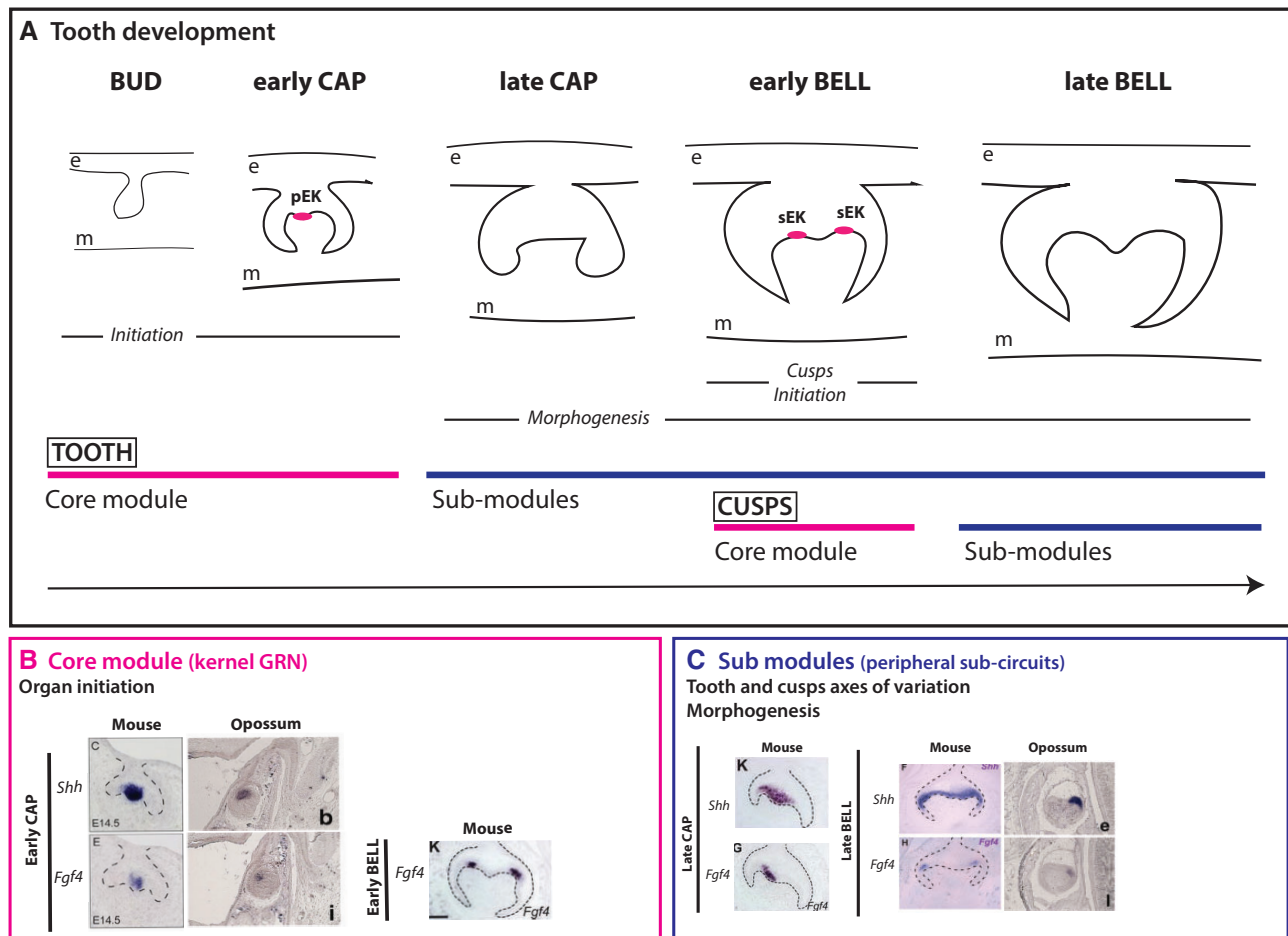 A Tooth development
BUD
early CAP
late CAP
early BELL
late BELL
e
m
e
pEK
m
e
m
e
sEK
sEK
m
e
m
Initiation
Cusps
Initiation
Morphogenesis
TOOTH
Core module
Sub-modules
CUSPS
Core module
Sub-modules
B Core module (kernel GRN)
Organ initiation
Mouse
Opossum
Early CAP
Shh
C
E14.5
b
Fgf4
E
E14.5
i
Early BELL
Mouse
Fgf4
K
Fgf4
C Sub modules (peripheral sub-circuits)
Tooth and cusps axes of variation
Morphogenesis
Late CAP
Mouse
Shh
K
Fgf4
G
Fgf4
Late BELL
Mouse
Opossum
Shh
F
Shh
e
Fgf4
H
Fgf4
l